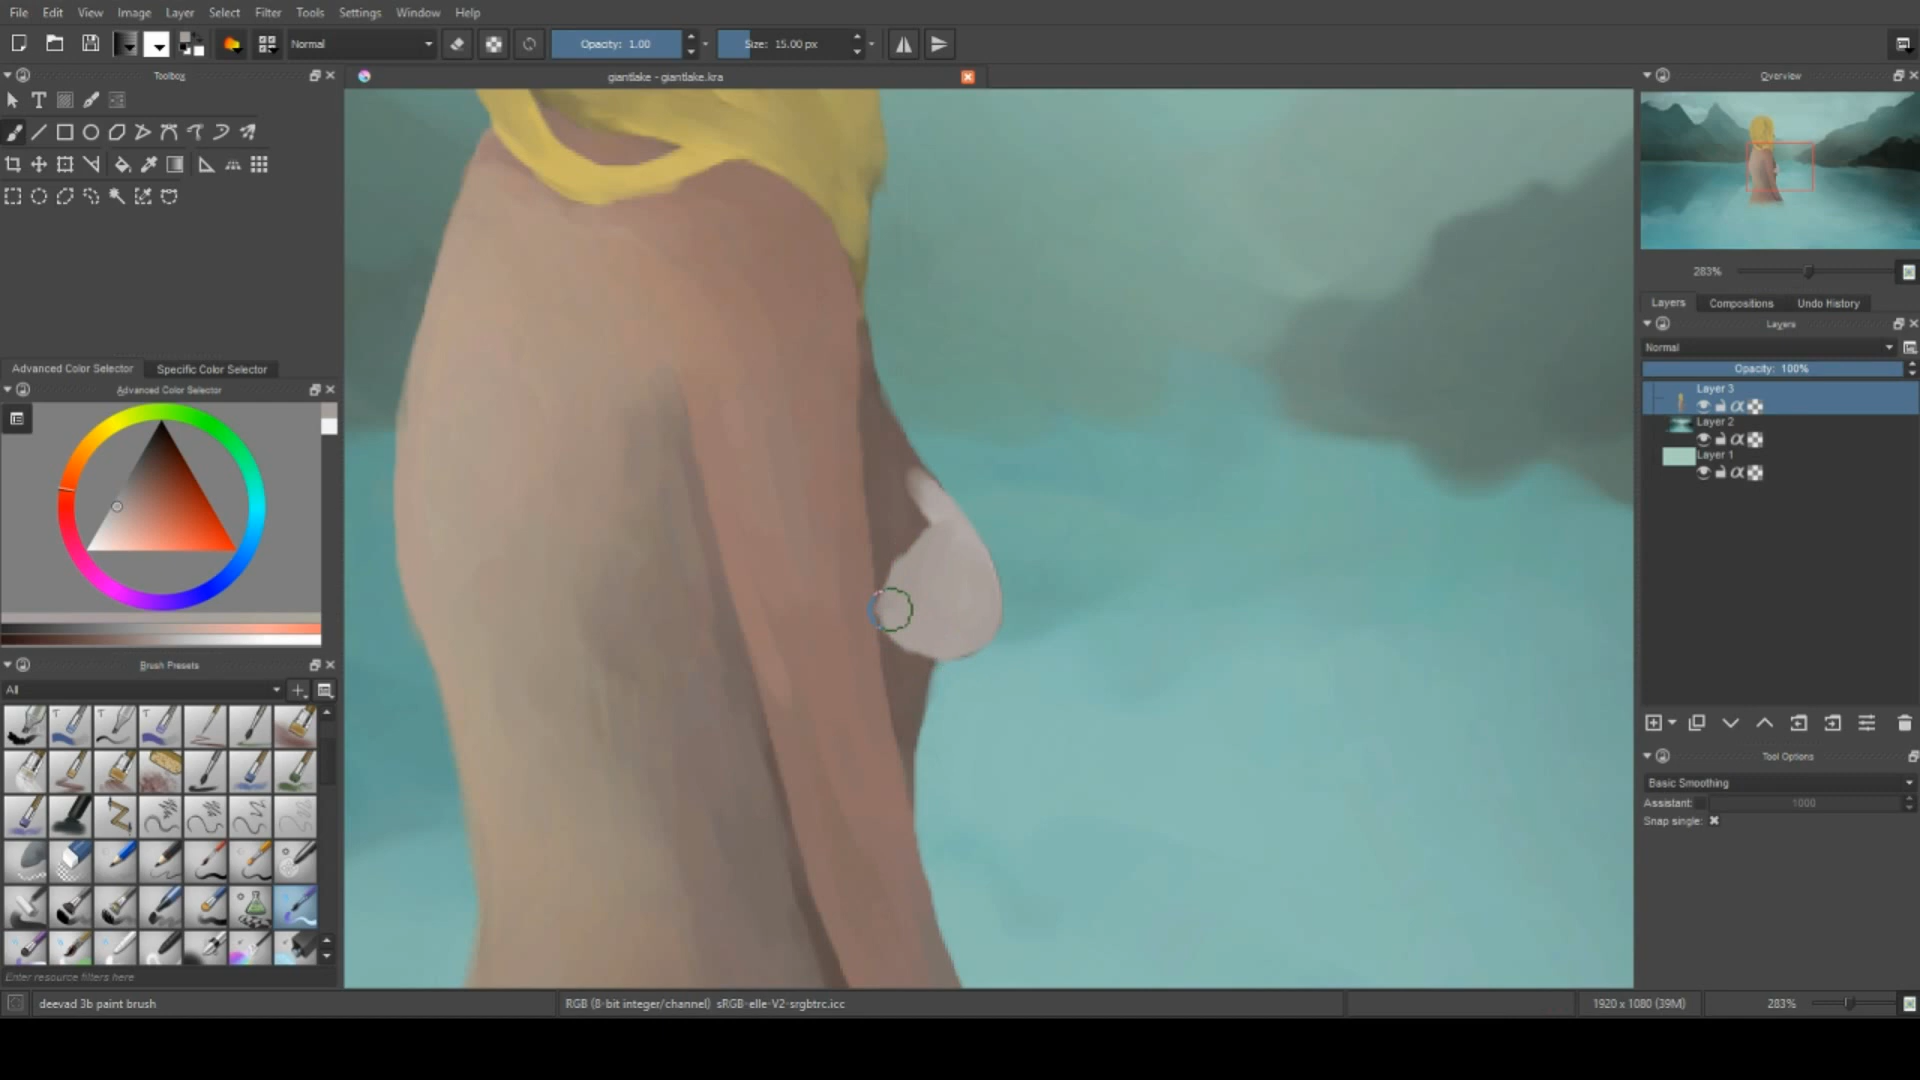 File Edit View Image Layer Select Filter Tools Settings Window Help
Normal
Opacity: 1.00
Size: 15.00 px
Toolbox
giantlake - giantlake.kra
Overview
283%
Layers Compositions Undo History
Layers
Normal
Opacity: 100%
Layer 3
Layer 2
Layer 1
Advanced Color Selector Specific Color Selector
Advanced Color Selector
Brush Presets
All
Enter resource filters here
Tool Options
Basic Smoothing
Assistant: 1000
Snap single:
deevad 3b paint brush
RGB (8-bit integer/channel) sRGB-elle-V2-srgbtrc.icc
1920 x 1080 (39M)
283%